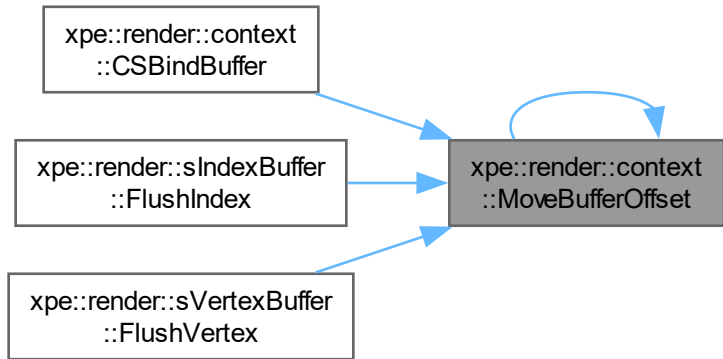 xpe::render::context
::CSBindBuffer
xpe::render::sIndexBuffer
::FlushIndex
xpe::render::sVertexBuffer
::FlushVertex
xpe::render::context
::MoveBufferOffset